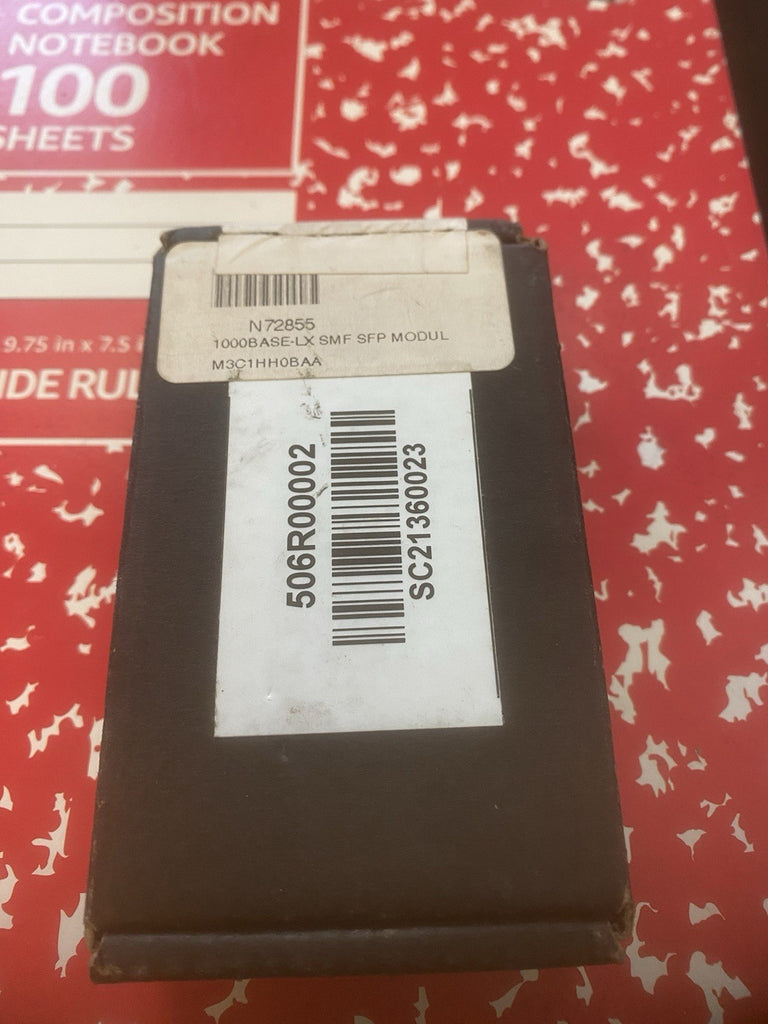 COMPOSITION
NOTEBOOK
100
SHEETS
9.75 in x 7.5 i
IDE RUL
N72855
1000BASE-LX SMF SFP MODUL
M3C1HH0BAA
506R00002
SC21360023